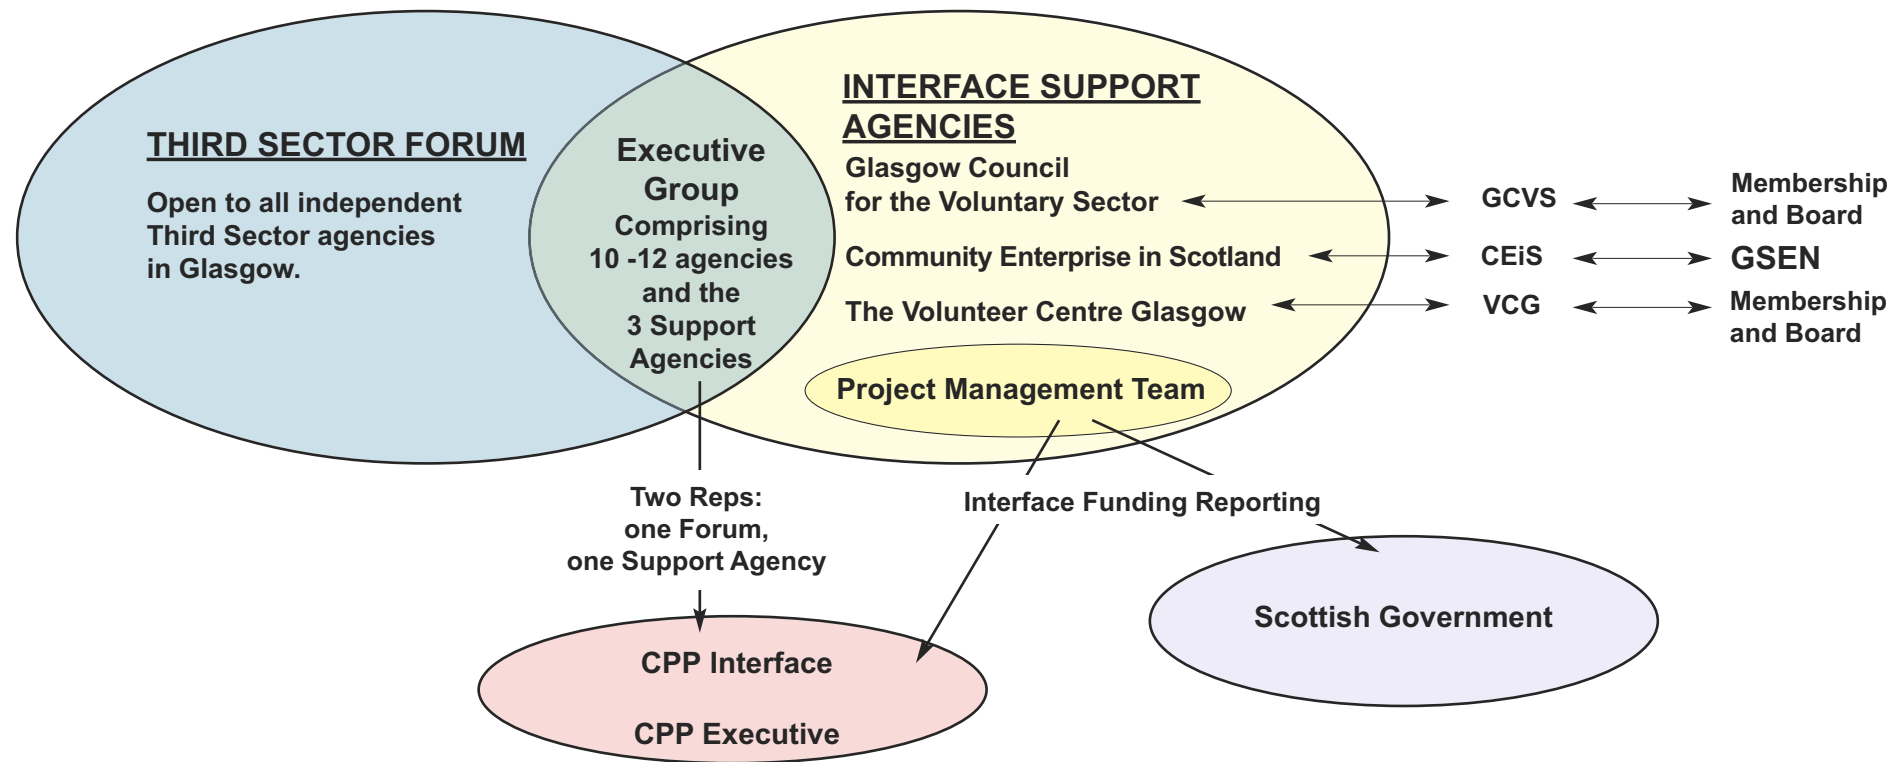 THIRD SECTOR FORUM
Open to all independent
Third Sector agencies
in Glasgow.
Executive
Group
Comprising
10 -12 agencies
and the
3 Support
Agencies
INTERFACE SUPPORT
AGENCIES
Glasgow Council
for the Voluntary Sector
Community Enterprise in Scotland
The Volunteer Centre Glasgow
Project Management Team
GCVS
CEiS
VCG
Membership
and Board
GSEN
Membership
and Board
Two Reps:
one Forum,
one Support Agency
Interface Funding Reporting
CPP Interface
CPP Executive
Scottish Government